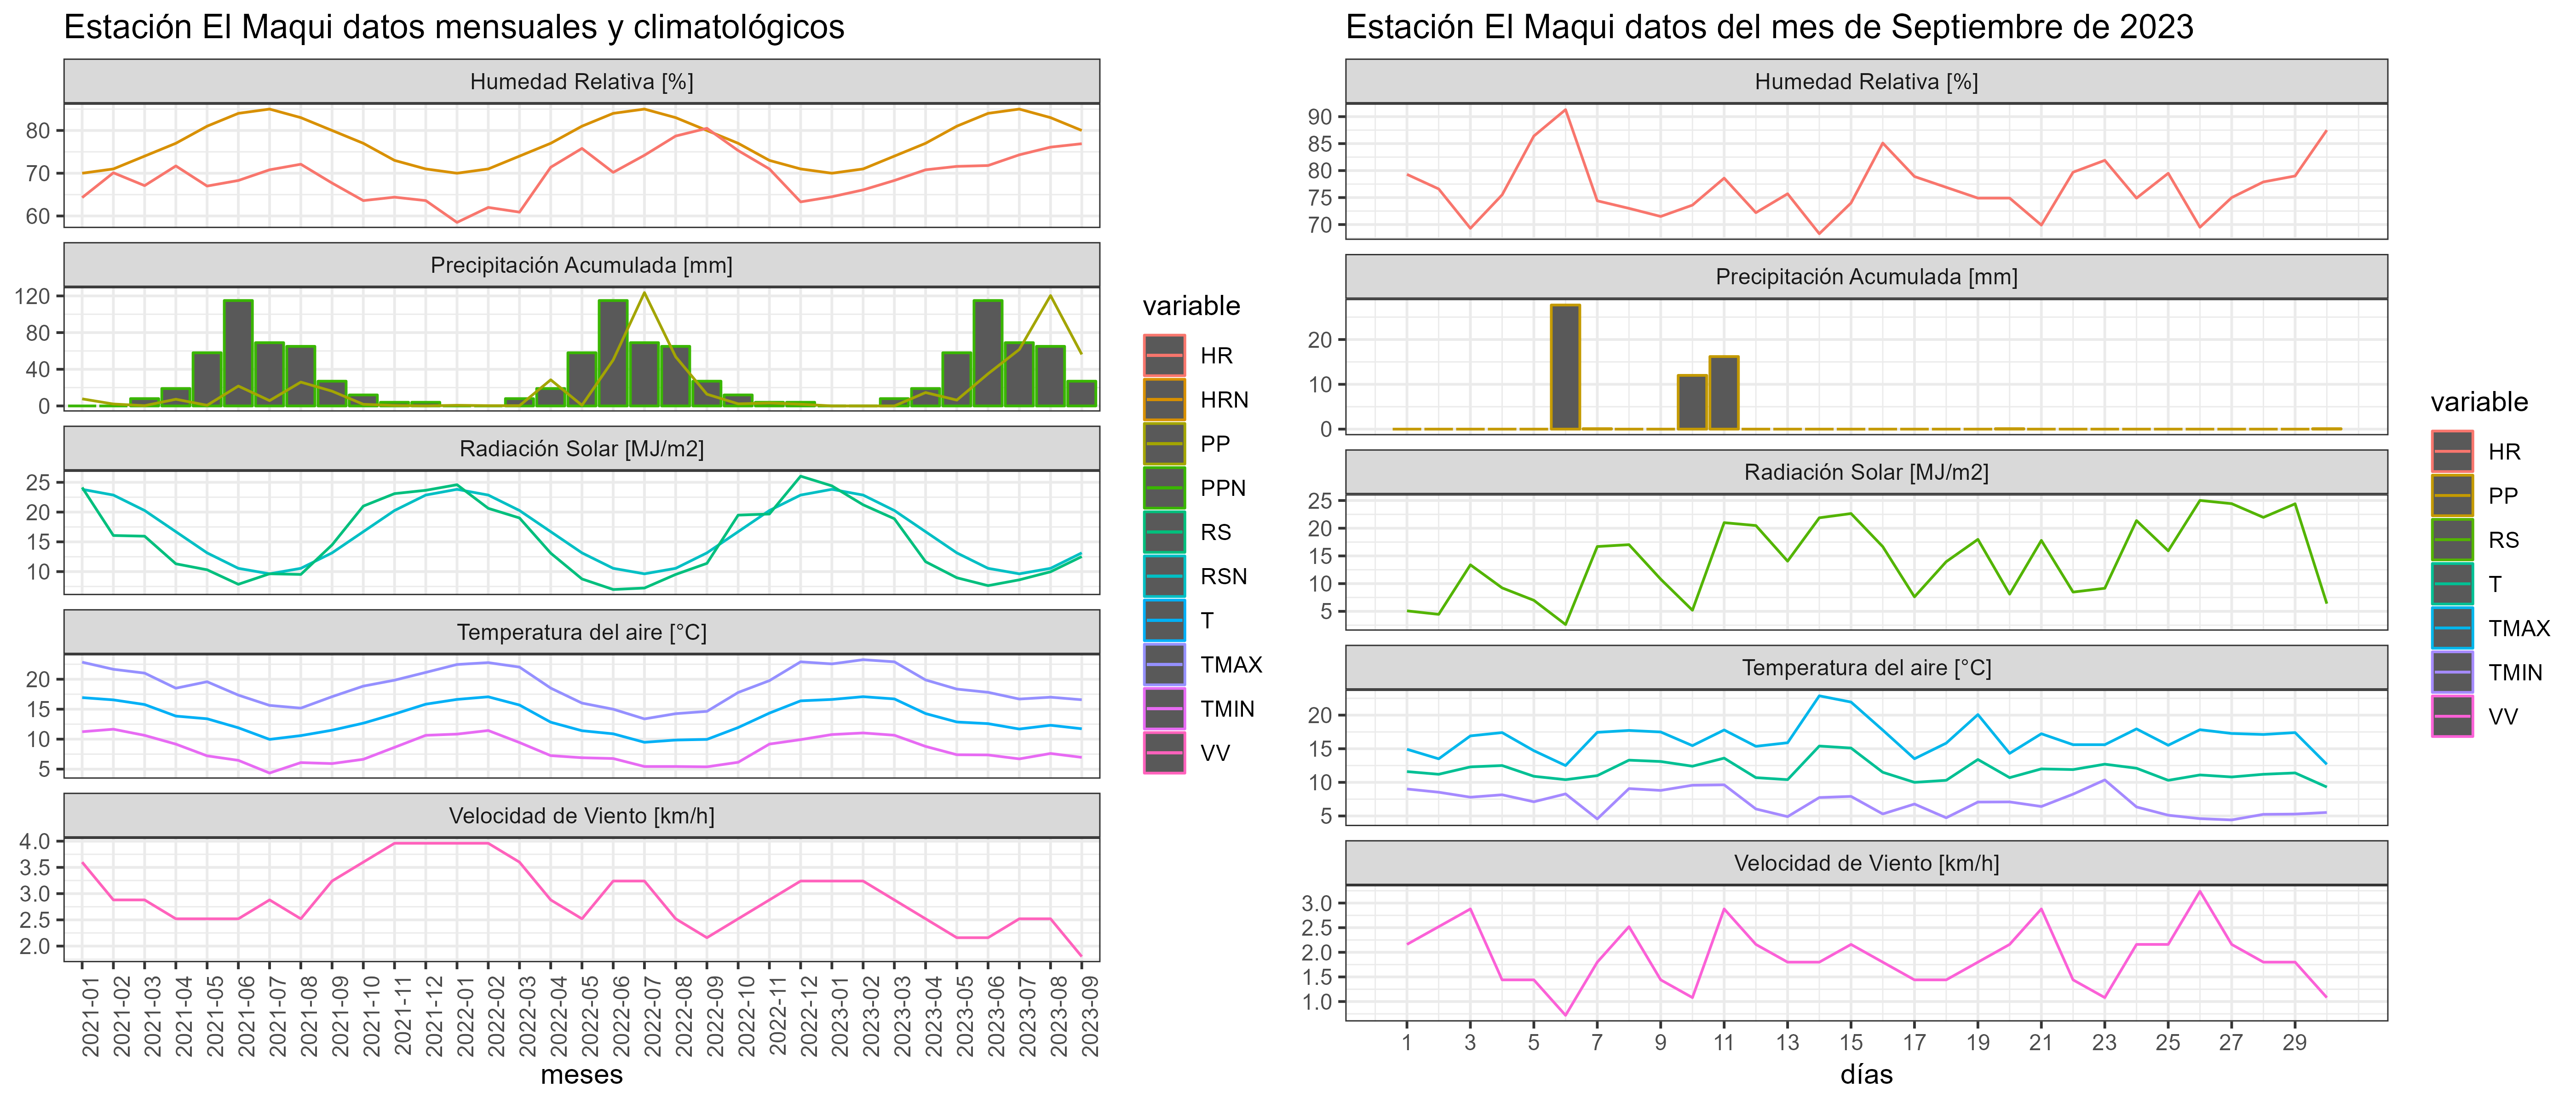 Estación El Maqui datos mensuales y climatológicos
Humedad Relativa [%]
80
70
60
Precipitación Acumulada [mm]
120
80
40
0
Radiación Solar [MJ/m2]
25
20
15
10
Temperatura del aire [°C]
20
15
10
5
Velocidad de Viento [km/h]
4.0
3.5
3.0
2.5
2.0
2021-01
2021-02
2021-03
2021-04
2021-05
2021-06
2021-07
2021-08
2021-09
2021-10
2021-11
2021-12
2022-01
2022-02
2022-03
2022-04
2022-05
2022-06
2022-07
2022-08
2022-09
2022-10
2022-11
2022-12
2023-01
2023-02
2023-03
2023-04
2023-05
2023-06
2023-07
2023-08
2023-09
meses
variable
HR
HRN
PP
PPN
RS
RSN
T
TMAX
TMIN
VV
Estación El Maqui datos del mes de Septiembre de 2023
Humedad Relativa [%]
90
85
80
75
70
Precipitación Acumulada [mm]
20
10
0
Radiación Solar [MJ/m2]
25
20
15
10
5
Temperatura del aire [°C]
20
15
10
5
Velocidad de Viento [km/h]
3.0
2.5
2.0
1.5
1.0
1 3 5 7 9 11 13 15 17 19 21 23 25 27 29
días
variable
HR
PP
RS
T
TMAX
TMIN
VV